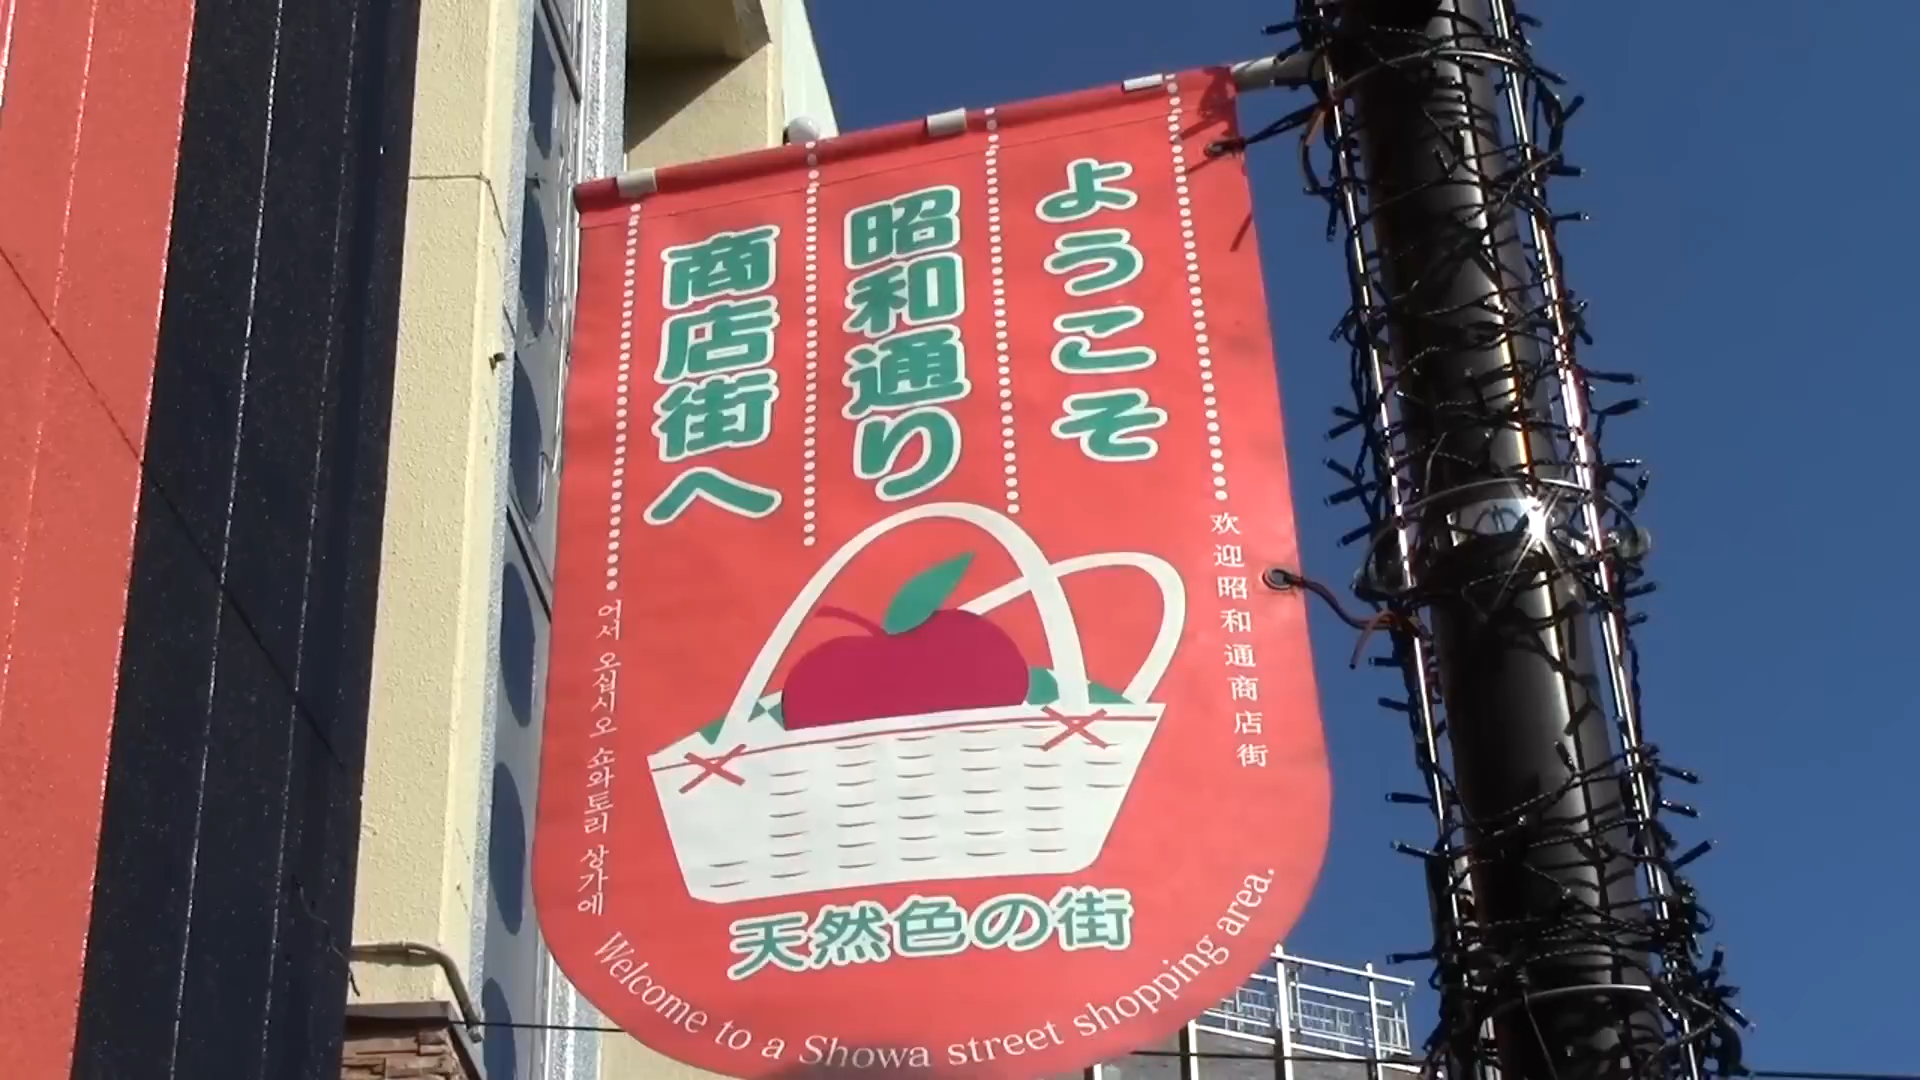 ようこそ
昭和通り
商店街へ
欢迎昭和通商店街
어서 오십시오 쇼와토리 상가에
天然色の街
Welcome to a Showa street shopping area.